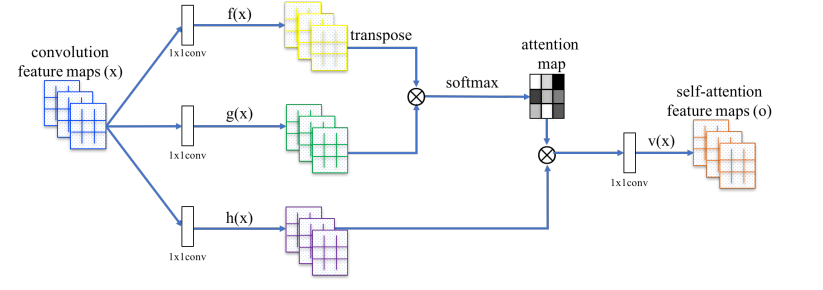 convolution
feature maps (x)
f(x)
1x1conv
transpose
g(x)
1x1conv
h(x)
1x1conv
softmax
attention
map
1x1conv
v(x)
self-attention
feature maps (o)